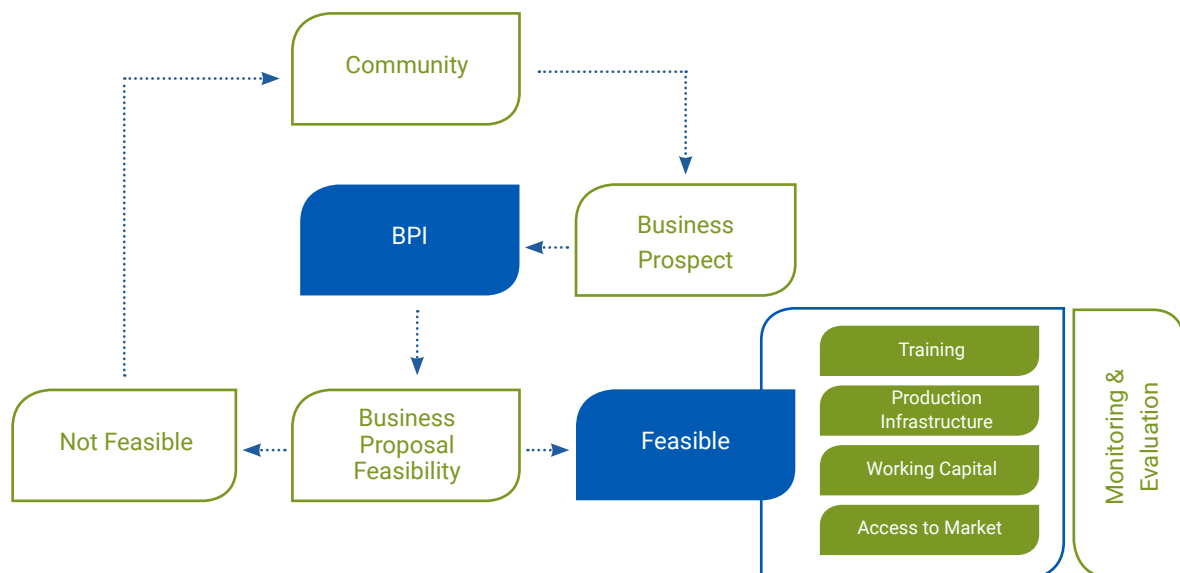 Community
Business
Prospect
BPI
Not Feasible
Business
Proposal
Feasibility
Feasible
Training
Production
Infrastructure
Working Capital
Access to Market
Monitoring &
Evaluation